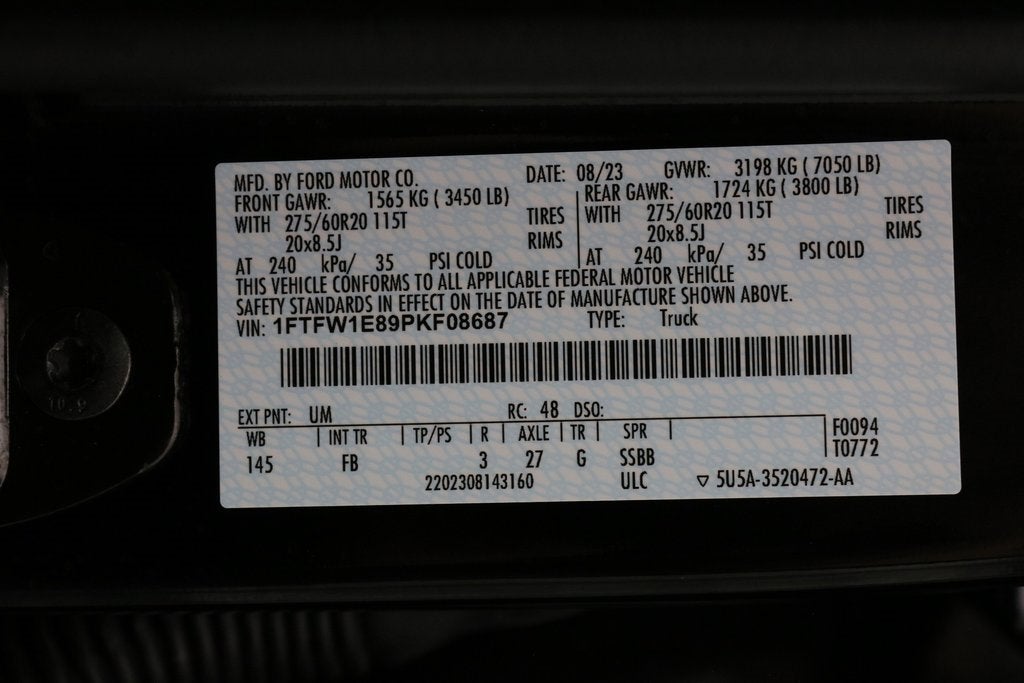 MFD. BY FORD MOTOR CO. DATE: 08/23 GVWR: 3198 KG ( 7050 LB)
FRONT GAWR: 1565 KG ( 3450 LB) REAR GAWR: 1724 KG ( 3800 LB)
WITH 275/60R20 115T TIRES WITH 275/60R20 115T TIRES
20x8.5J RIMS 20x8.5J RIMS
AT 240 kPa/ 35 PSI COLD AT 240 kPa/ 35 PSI COLD
THIS VEHICLE CONFORMS TO ALL APPLICABLE FEDERAL MOTOR VEHICLE
SAFETY STANDARDS IN EFFECT ON THE DATE OF MANUFACTURE SHOWN ABOVE.
VIN: 1FTFW1E89PKF08687 TYPE: Truck
EXT PNT: UM RC: 48 DSO:
WB INT TR TP/PS R AXLE TR SPR F0094
145 FB 3 27 G SSBB T0772
2202308143160 ULC ▽ 5U5A-3520472-AA
10.9